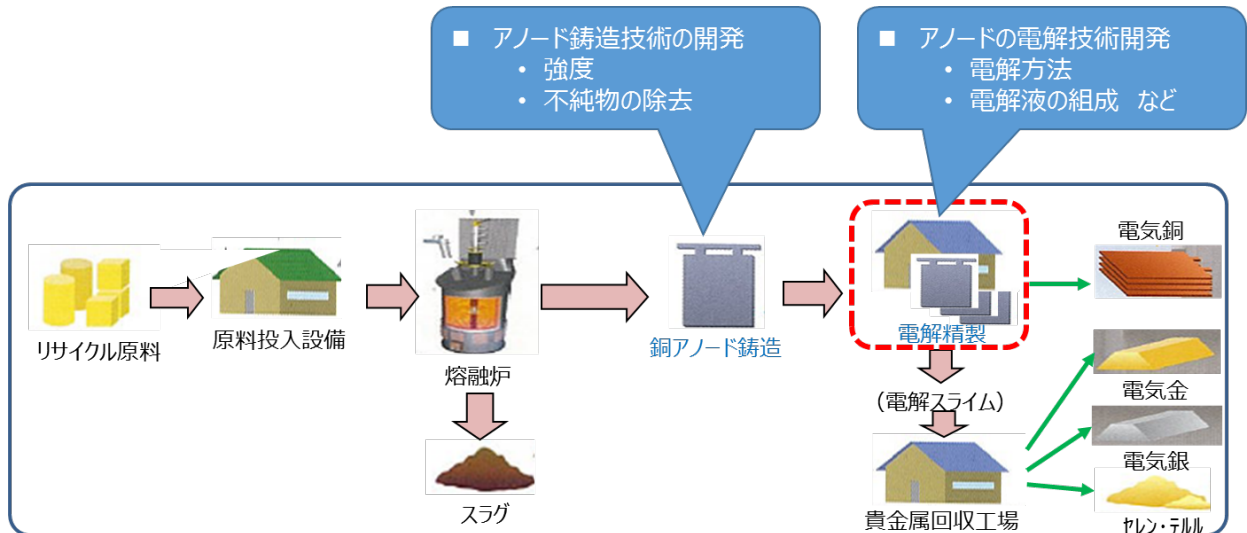 ■ アノード鋳造技術の開発
・ 強度
・ 不純物の除去
■ アノードの電解技術開発
・ 電解方法
・ 電解液の組成 など
リサイクル原料
原料投入設備
熔融炉
スラグ
銅アノード鋳造
電解精製
(電解スライム)
貴金属回収工場
電気銅
電気金
電気銀
セレン・テルル